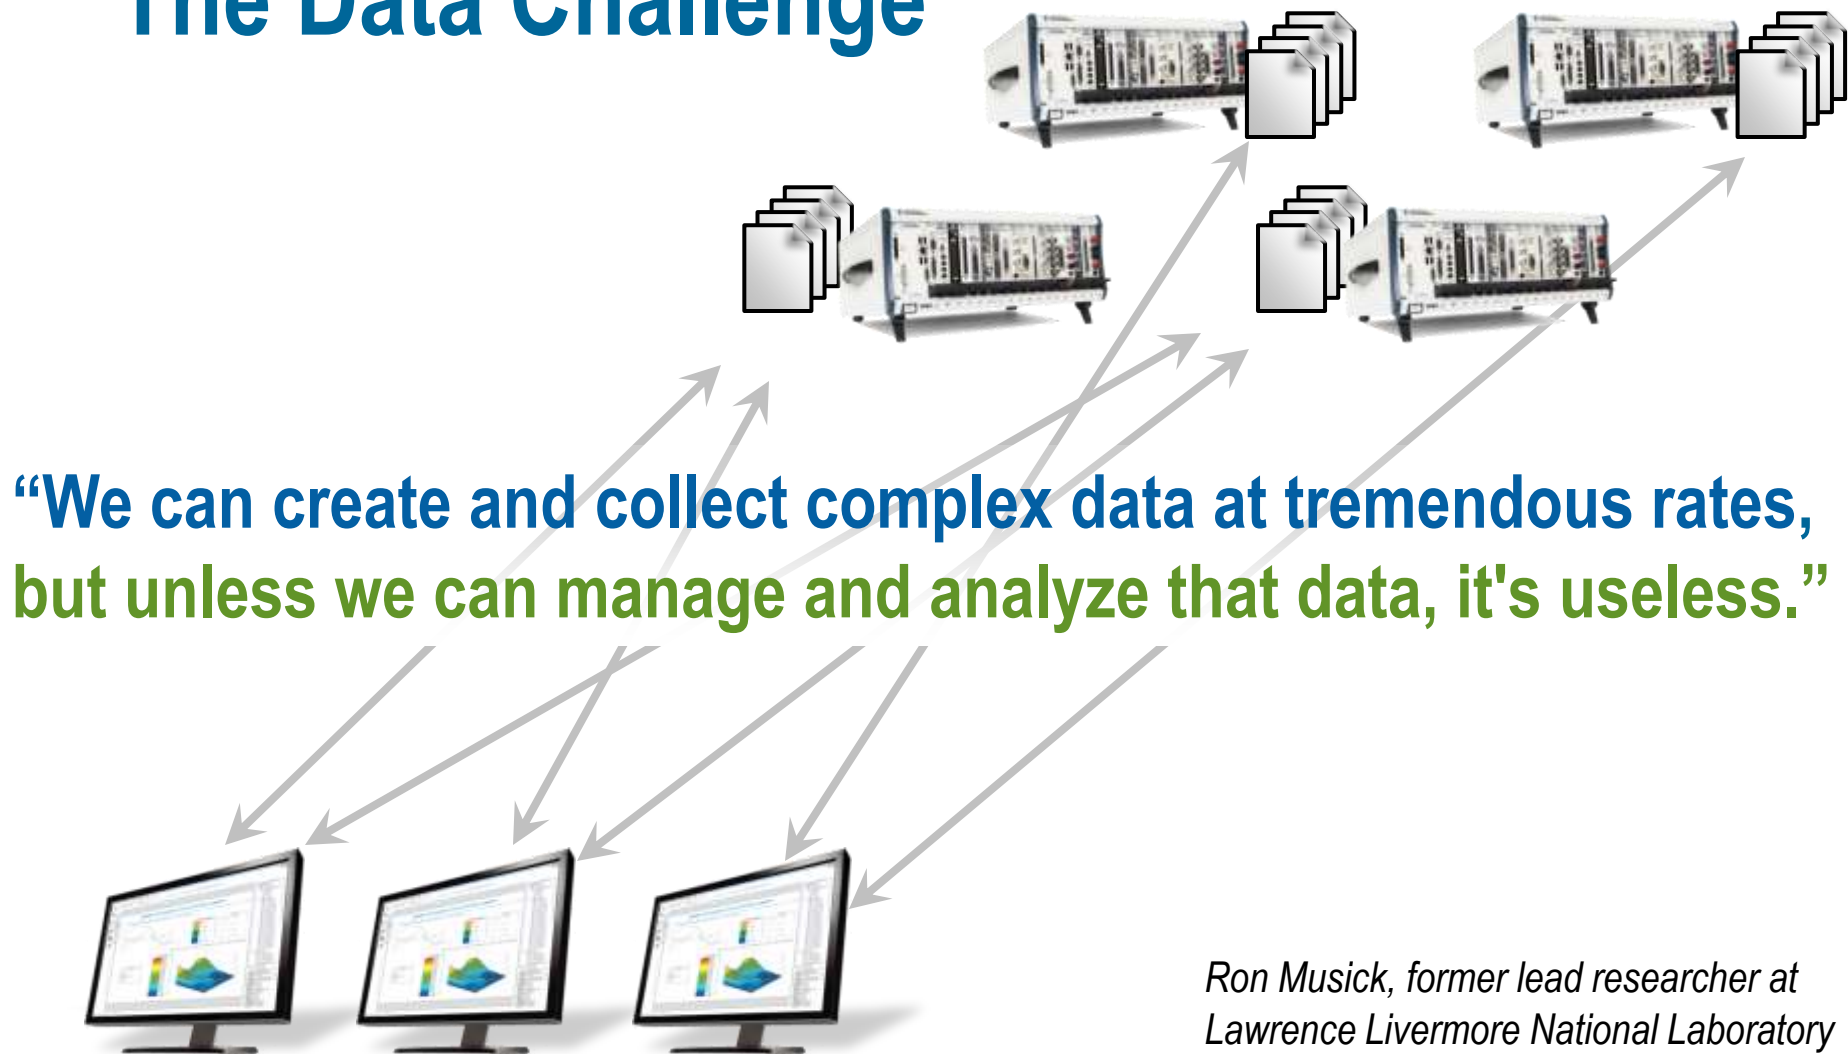 The Data Challenge
“We can create and collect complex data at tremendous rates,
but unless we can manage and analyze that data, it's useless.”
Ron Musick, former lead researcher at
Lawrence Livermore National Laboratory